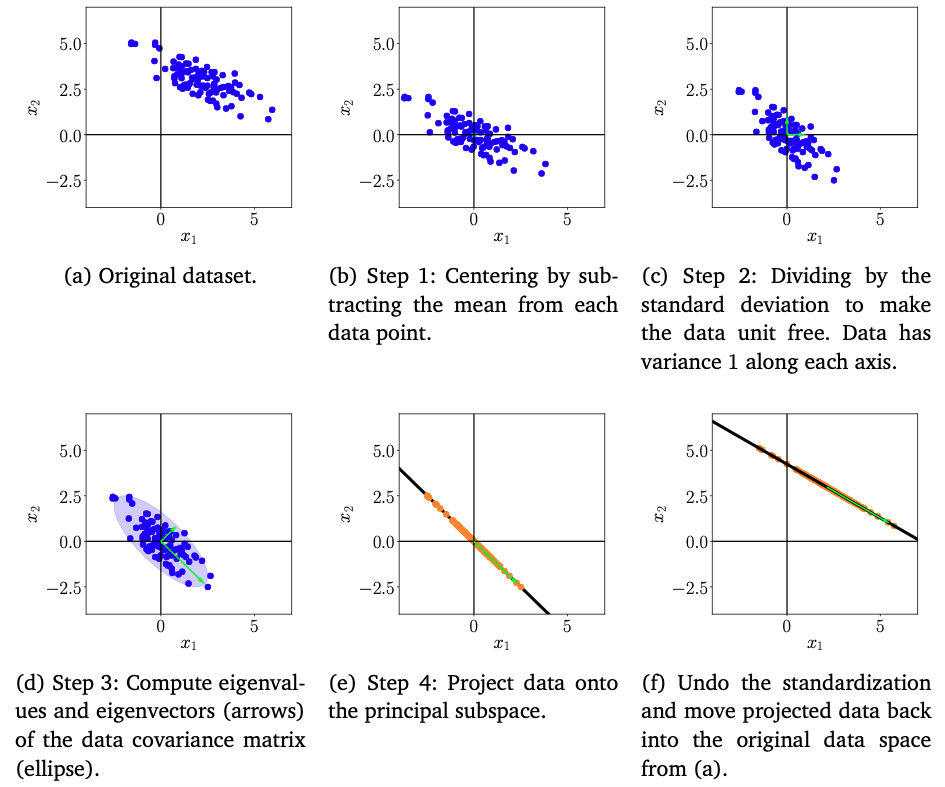 5.0
2.5
0.0
−2.5
x₂
0
5
x₁
(a) Original dataset.
5.0
2.5
0.0
−2.5
x₂
0
5
x₁
(b) Step 1: Centering by sub-
tracting the mean from each
data point.
5.0
2.5
0.0
−2.5
x₂
0
5
x₁
(c) Step 2: Dividing by the
standard deviation to make
the data unit free. Data has
variance 1 along each axis.
5.0
2.5
0.0
−2.5
x₂
0
5
x₁
(d) Step 3: Compute eigenval-
ues and eigenvectors (arrows)
of the data covariance matrix
(ellipse).
5.0
2.5
0.0
−2.5
x₂
0
5
x₁
(e) Step 4: Project data onto
the principal subspace.
5.0
2.5
0.0
−2.5
x₂
0
5
x₁
(f) Undo the standardization
and move projected data back
into the original data space
from (a).